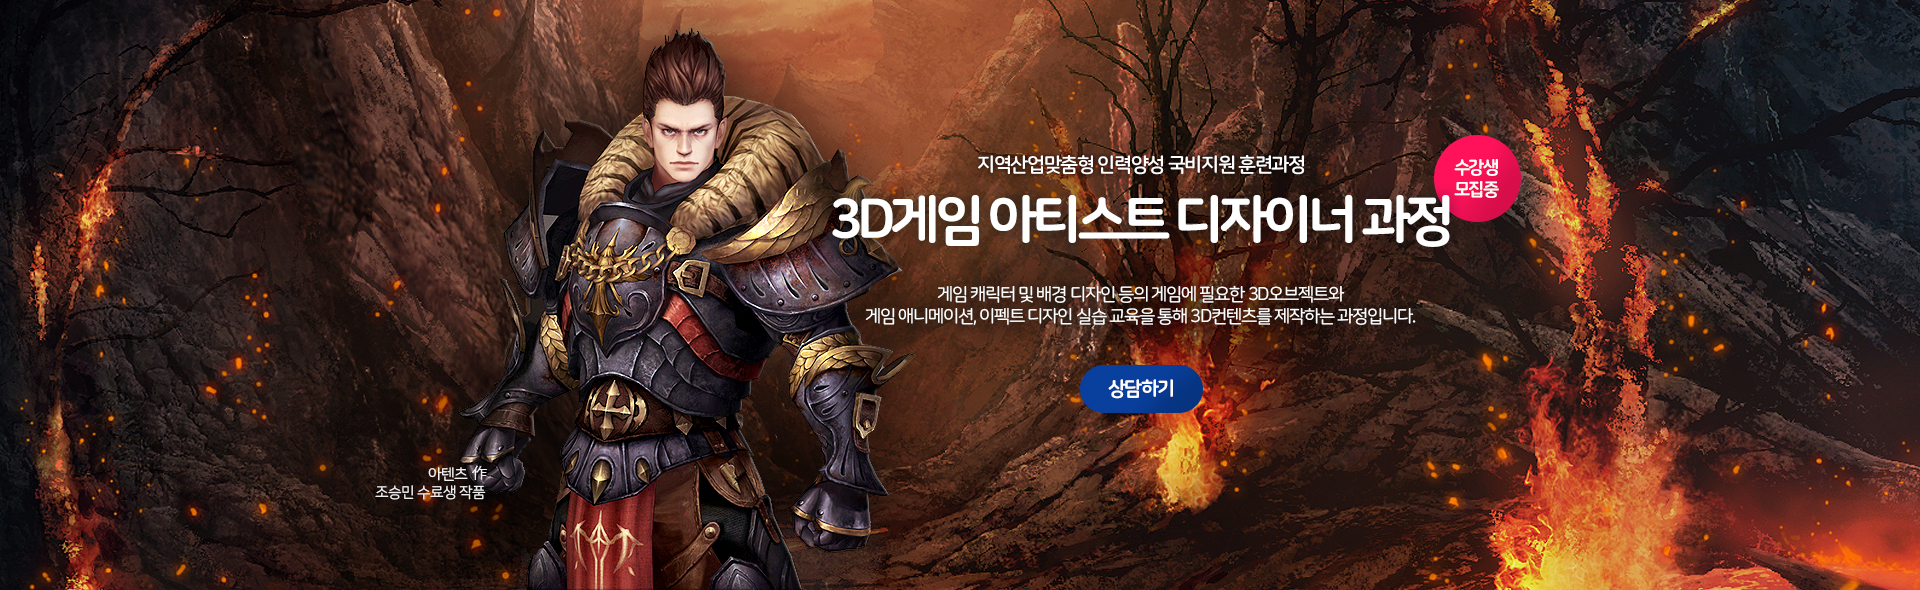 지역산업맞춤형 인력양성 국비지원 훈련과정
수강생
모집중
3D게임 아티스트 디자이너 과정
게임 캐릭터 및 배경 디자인 등의 게임에 필요한 3D오브젝트와
게임 애니메이션, 이펙트 디자인 실습 교육을 통해 3D컨텐츠를 제작하는 과정입니다.
상담하기
아텐츠 作
조승민 수료생 작품